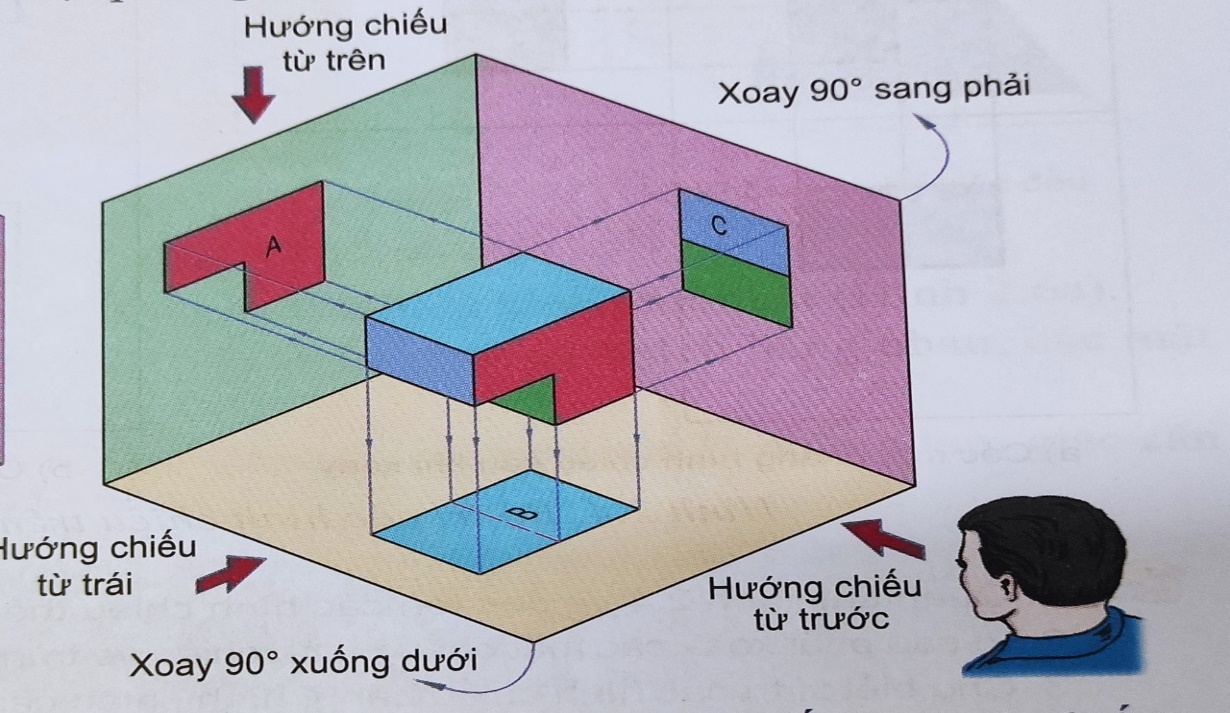 Hướng chiếu
từ trên
Xoay 90° sang phải
A
C
B
Hướng chiếu
từ trái
Hướng chiếu
từ trước
Xoay 90° xuống dưới